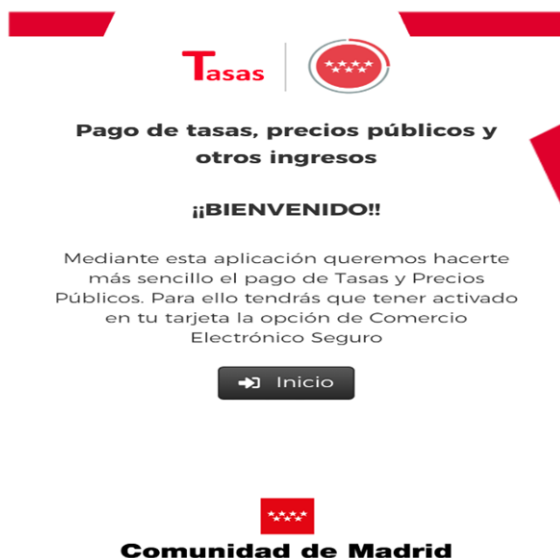 Tasas
Pago de tasas, precios públicos y
otros ingresos
¡¡BIENVENIDO!!
Mediante esta aplicación queremos hacerte
más sencillo el pago de Tasas y Precios
Públicos. Para ello tendrás que tener activado
en tu tarjeta la opción de Comercio
Electrónico Seguro
Inicio
Comunidad de Madrid